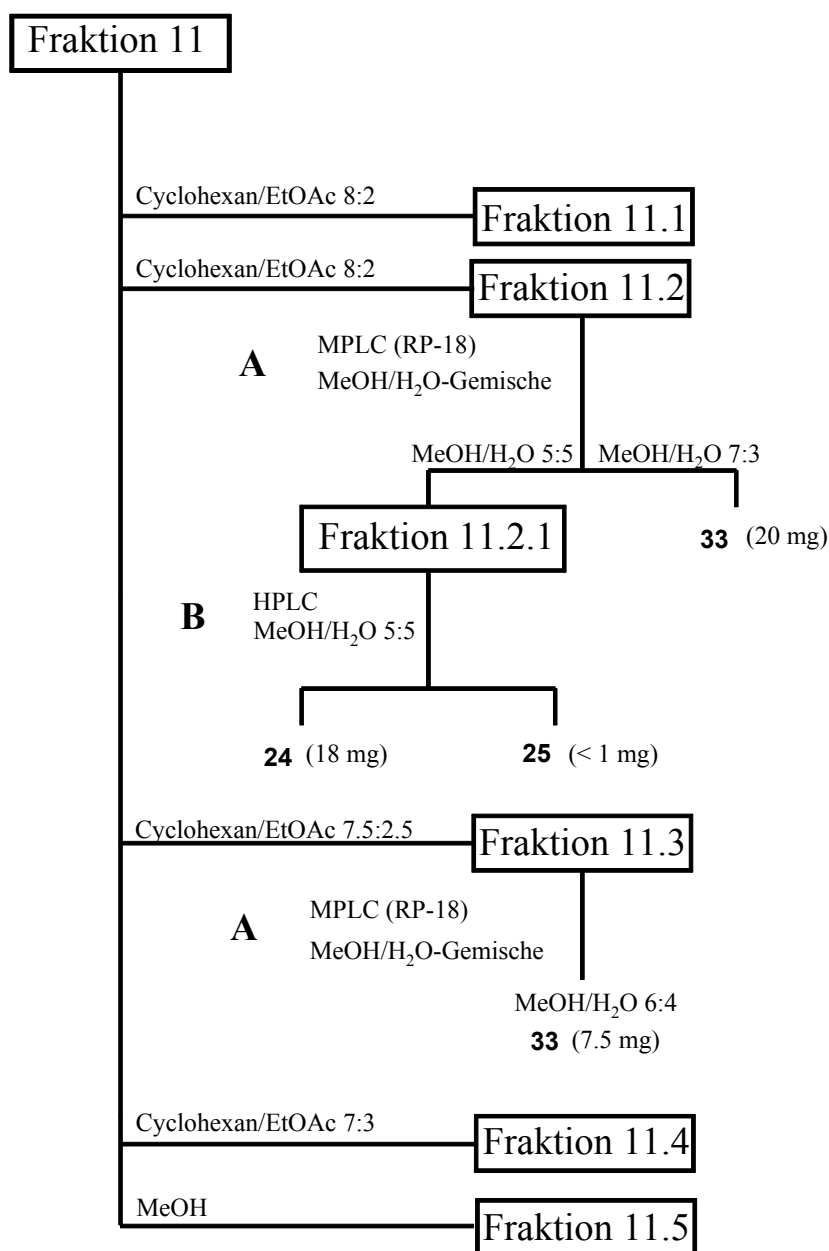 Fraktion 11
Cyclohexan/EtOAc 8:2
Fraktion 11.1
Cyclohexan/EtOAc 8:2
Fraktion 11.2
A
MPLC (RP-18)
MeOH/H₂O-Gemische
MeOH/H₂O 5:5
MeOH/H₂O 7:3
Fraktion 11.2.1
33 (20 mg)
B
HPLC
MeOH/H₂O 5:5
24 (18 mg)
25 (< 1 mg)
Cyclohexan/EtOAc 7.5:2.5
Fraktion 11.3
A
MPLC (RP-18)
MeOH/H₂O-Gemische
MeOH/H₂O 6:4
33 (7.5 mg)
Cyclohexan/EtOAc 7:3
Fraktion 11.4
MeOH
Fraktion 11.5